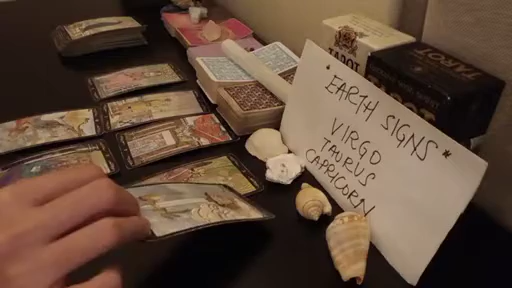 TAROT
TAROT
* EARTH SIGNS *
VIRGO
TAURUS
CAPRICORN